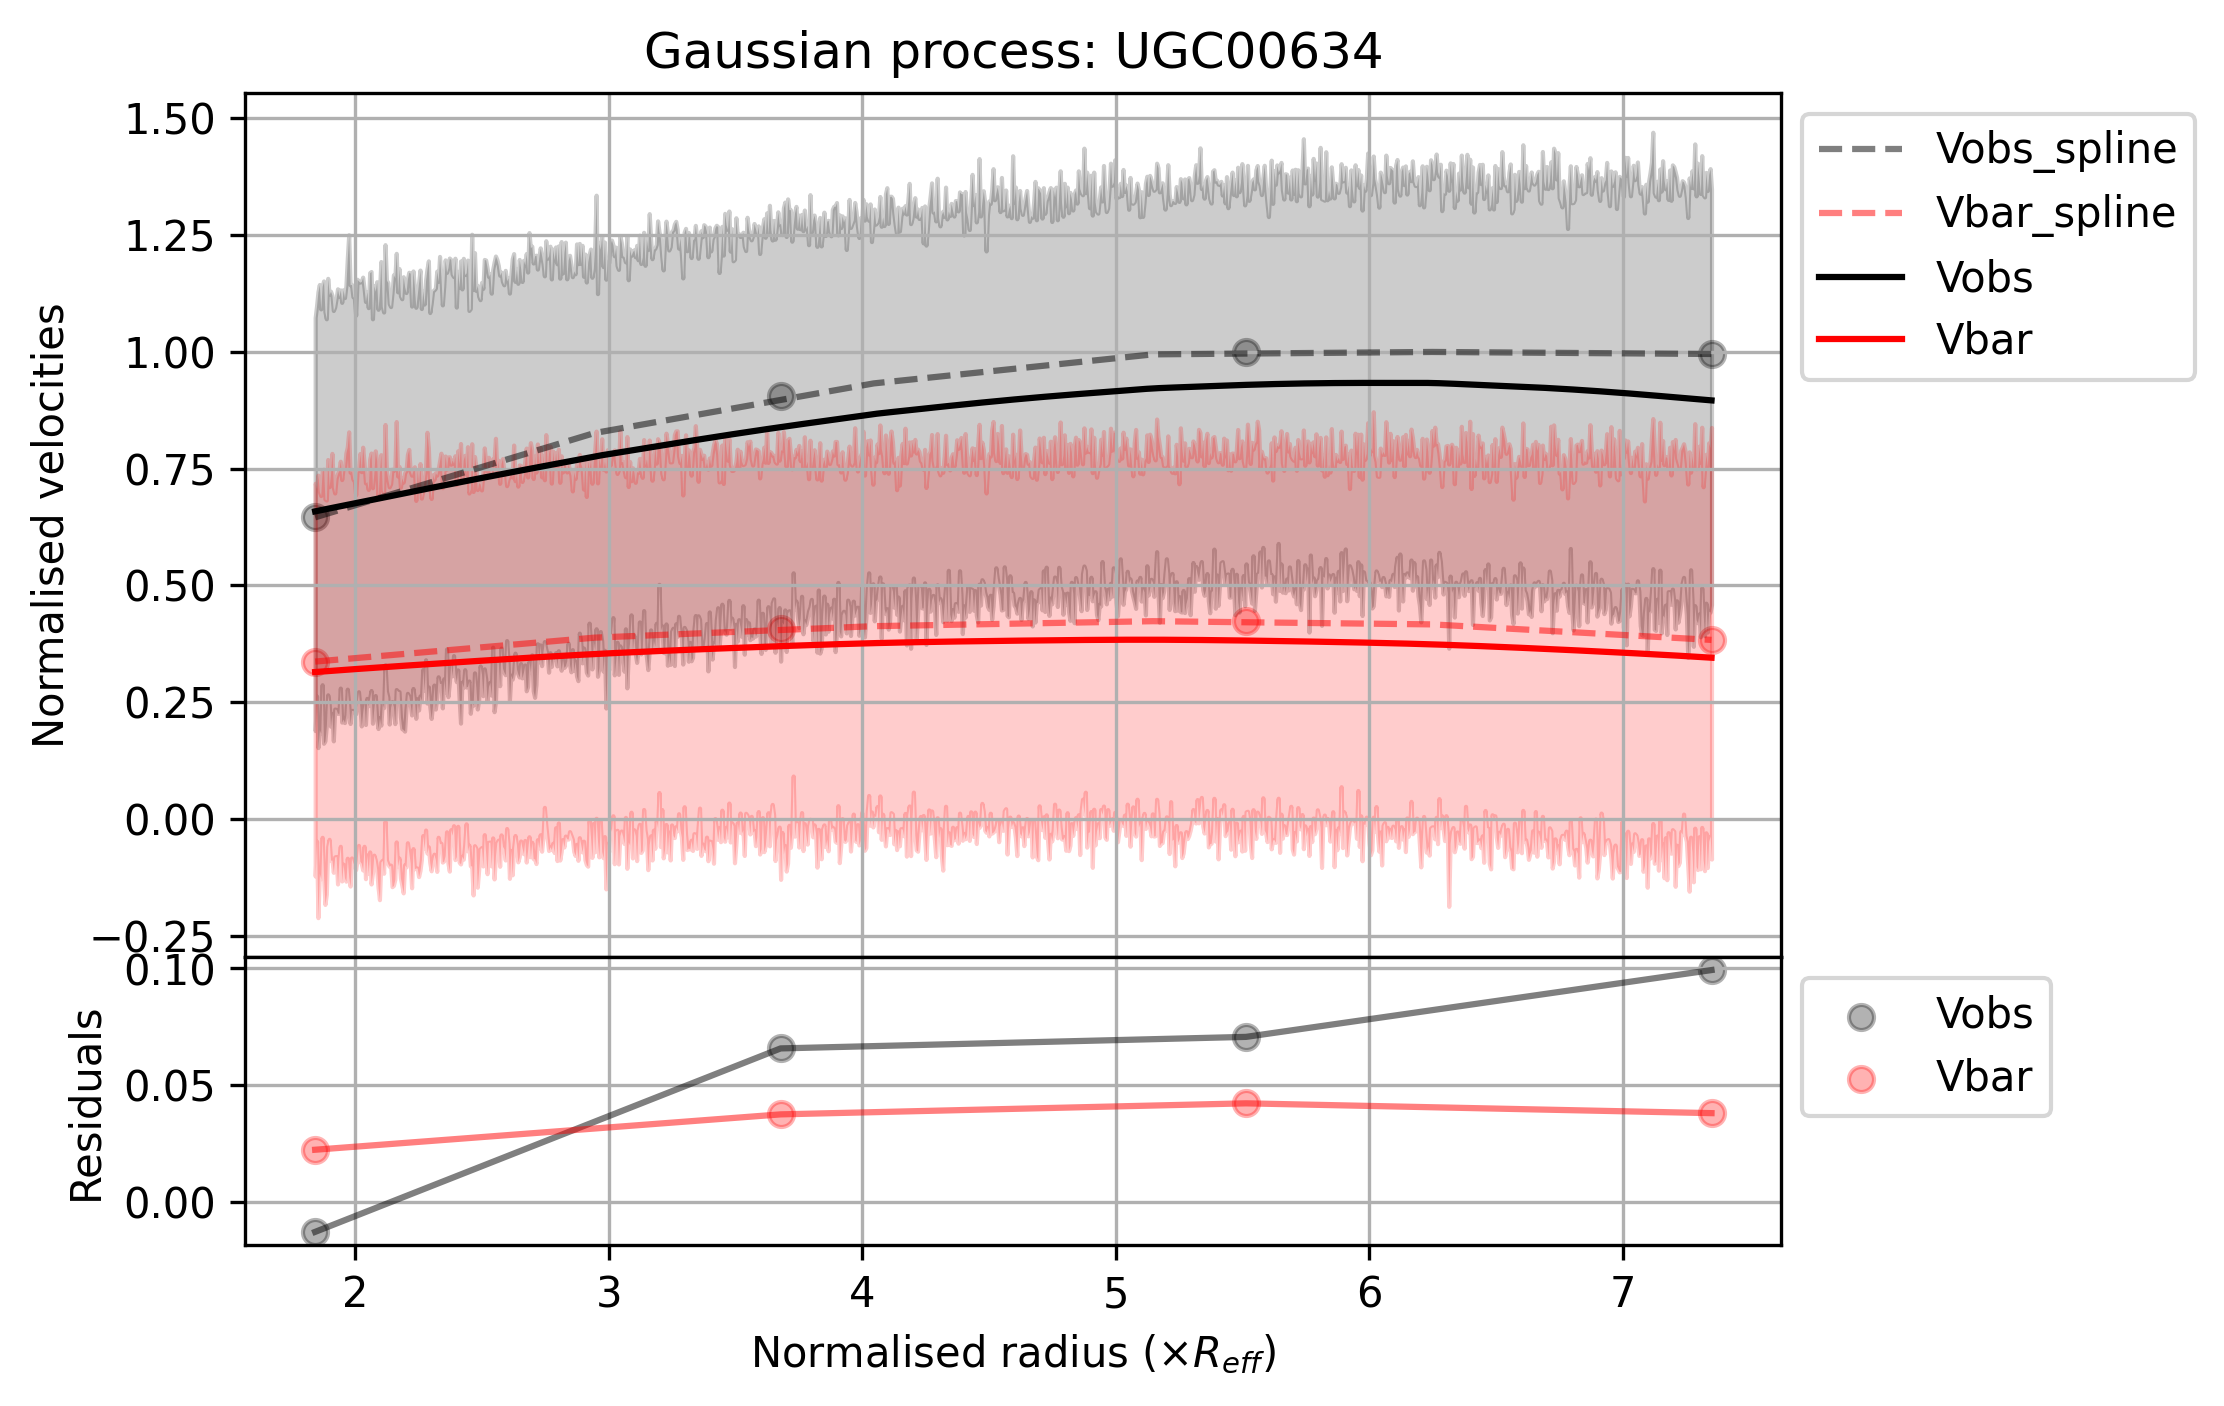 Gaussian process: UGC00634
1.50
1.25
1.00
0.75
0.50
0.25
0.00
−0.25
Normalised velocities
Vobs_spline
Vbar_spline
Vobs
Vbar
0.10
0.05
0.00
Residuals
Vobs
Vbar
2 3 4 5 6 7
Normalised radius (×R_eff)